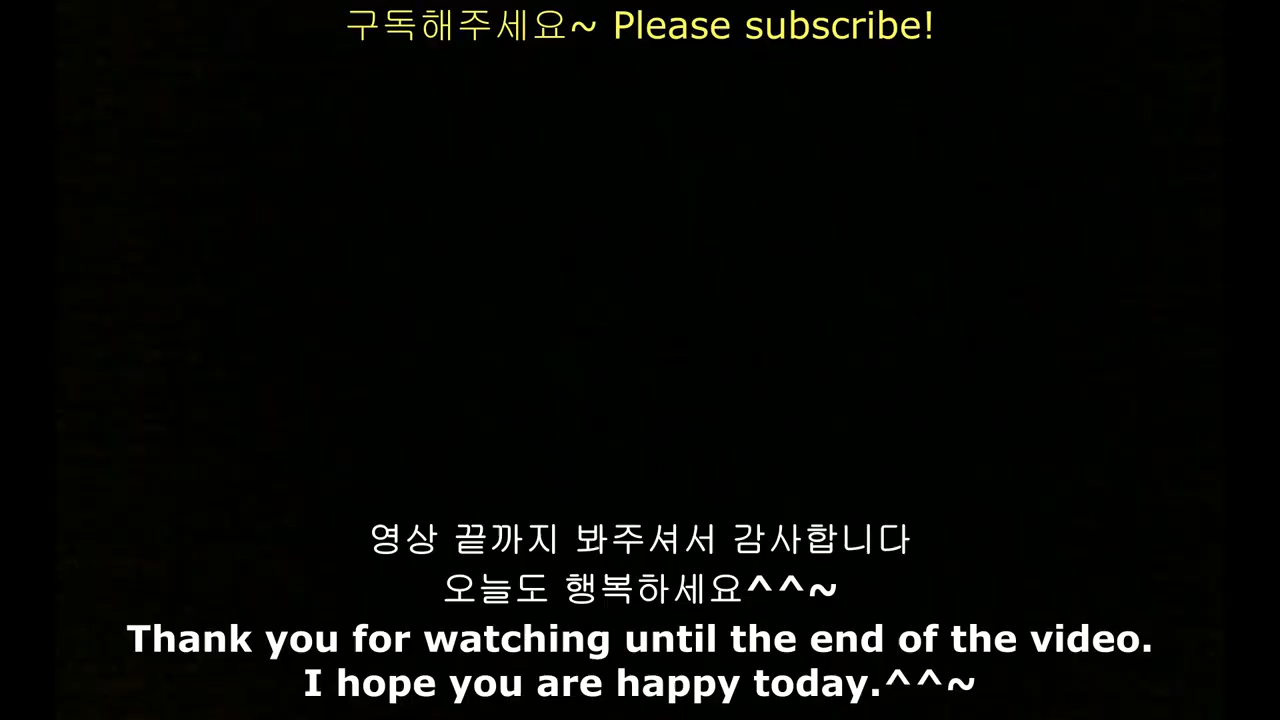 구독해주세요~ Please subscribe!
영상 끝까지 봐주셔서 감사합니다
오늘도 행복하세요^^~
Thank you for watching until the end of the video.
I hope you are happy today.^^~